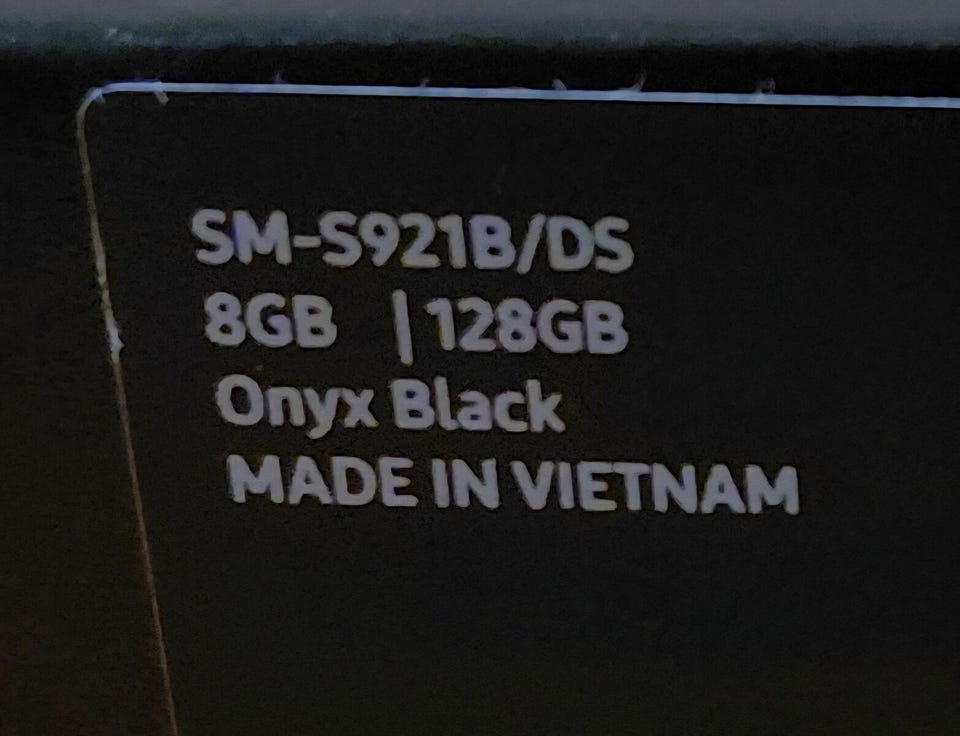 SM-S921B/DS
8GB | 128GB
Onyx Black
MADE IN VIETNAM